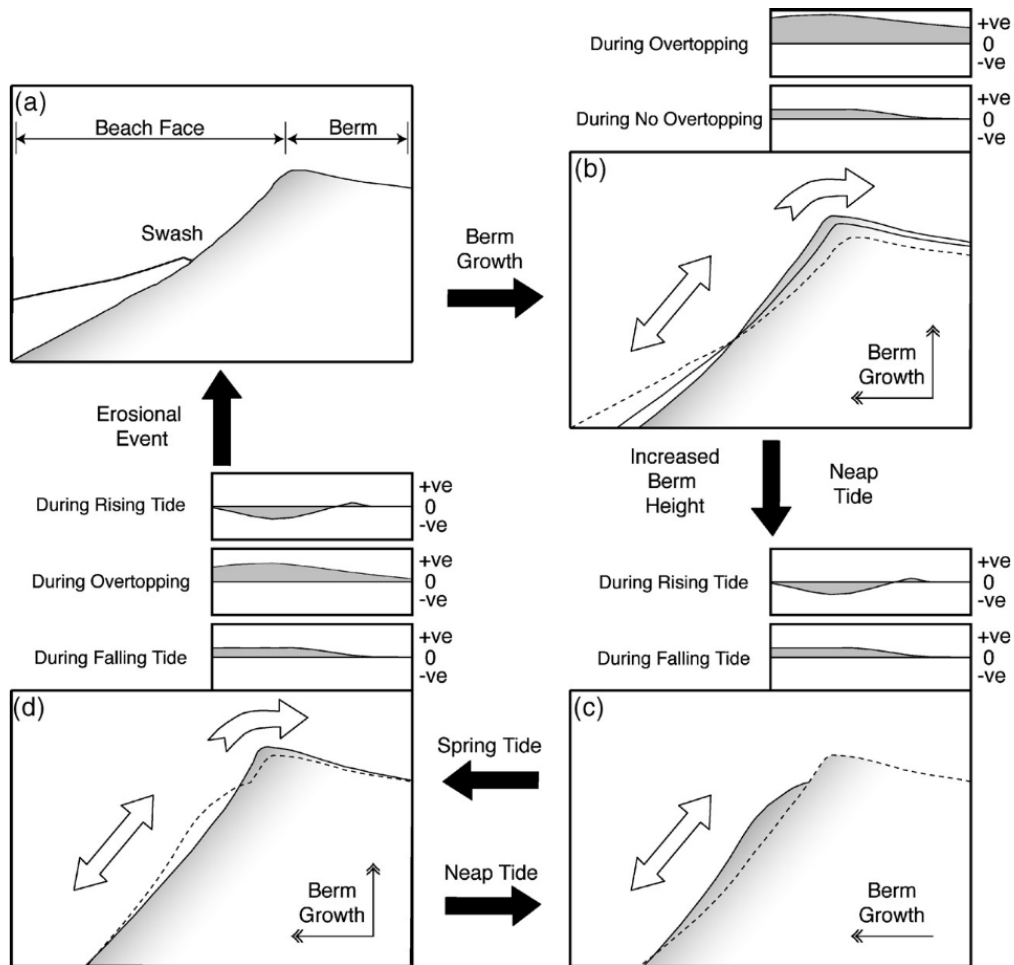 During Overtopping
+ve
0
-ve
During No Overtopping
+ve
0
-ve
(a)
Beach Face
Berm
Swash
Berm
Growth
(b)
Berm
Growth
Erosional
Event
Increased
Berm
Height
Neap
Tide
During Rising Tide
+ve
0
-ve
During Overtopping
+ve
0
-ve
During Falling Tide
+ve
0
-ve
During Rising Tide
+ve
0
-ve
During Falling Tide
+ve
0
-ve
(d)
Berm
Growth
Spring Tide
Neap Tide
(c)
Berm
Growth